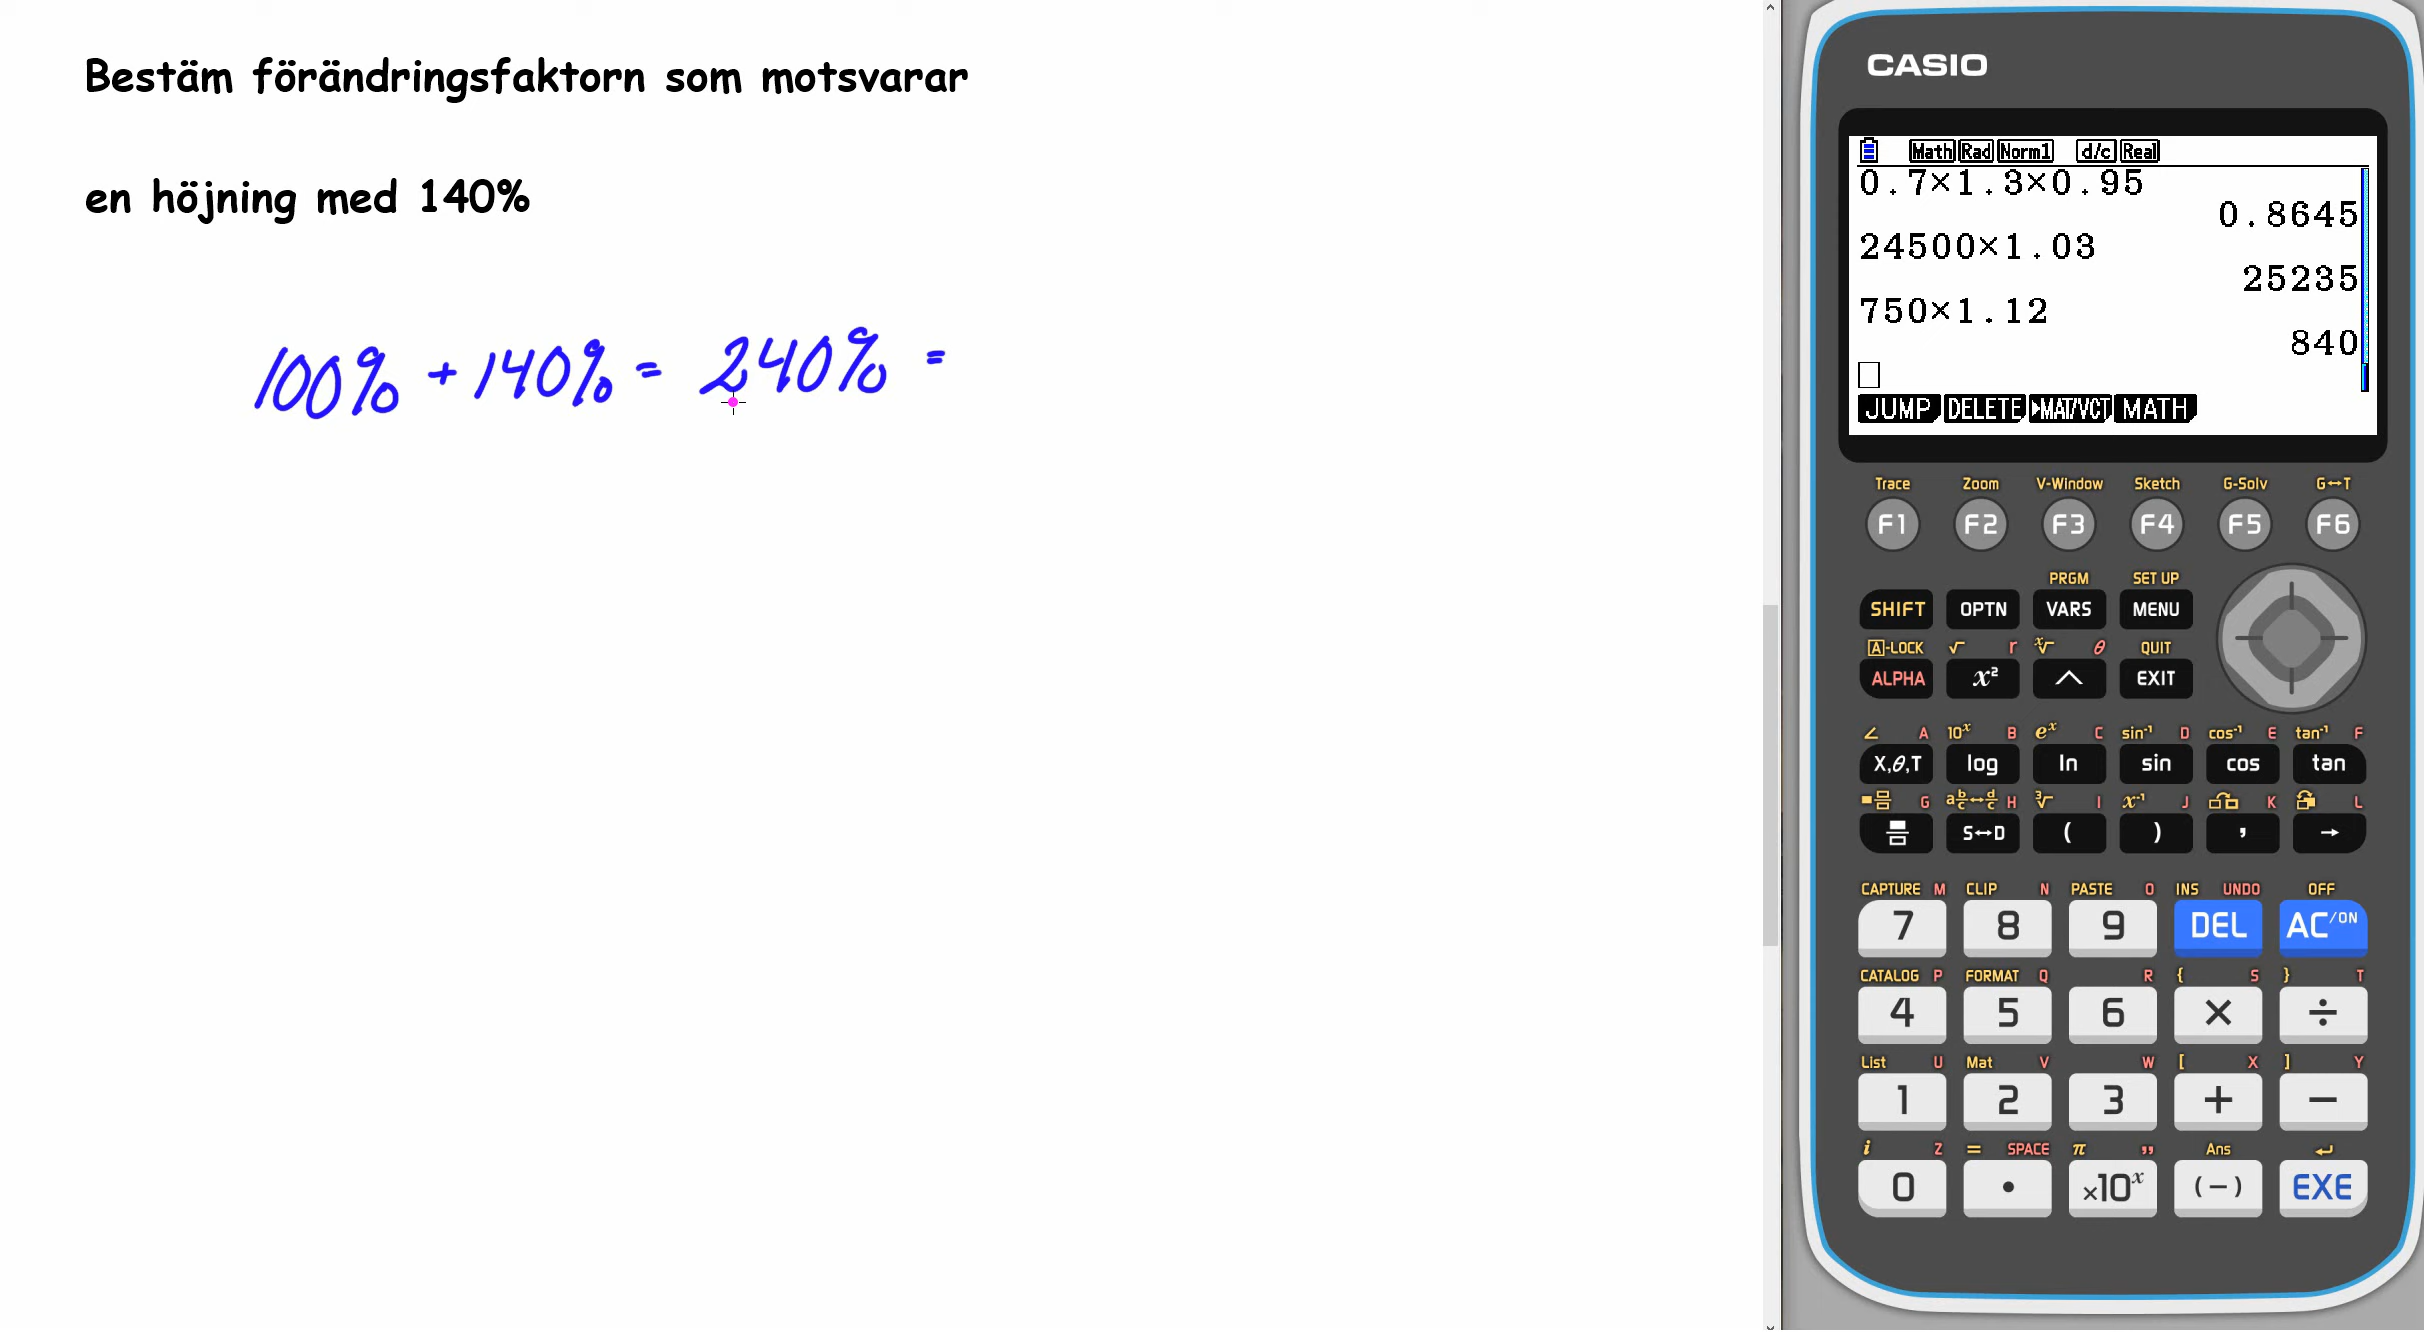 Bestäm förändringsfaktorn som motsvarar
en höjning med 140%
100% + 140% = 240% =
CASIO
Math Rad Norm1 d/c Real
0.7×1.3×0.95
0.8645
24500×1.03
25235
750×1.12
840
JUMP DELETE ►MAT/VCT MATH
Trace Zoom V-Window Sketch G-Solv G↔T
F1 F2 F3 F4 F5 F6
PRGM SET UP
SHIFT OPTN VARS MENU
A-LOCK √ r ˣ√ θ QUIT
ALPHA x² ^ EXIT
∠ A 10ˣ B eˣ C sin⁻¹ D cos⁻¹ E tan⁻¹ F
X,θ,T log ln sin cos tan
G a b/c↔d/c H ³√ I x⁻¹ J K L
S↔D ( ) , →
CAPTURE M CLIP N PASTE O INS UNDO OFF
7 8 9 DEL AC/ON
CATALOG P FORMAT Q R { S } T
4 5 6 × ÷
List U Mat V W [ X ] Y
1 2 3 + −
i Z = SPACE π " Ans ↵
0 • ×10ˣ (−) EXE